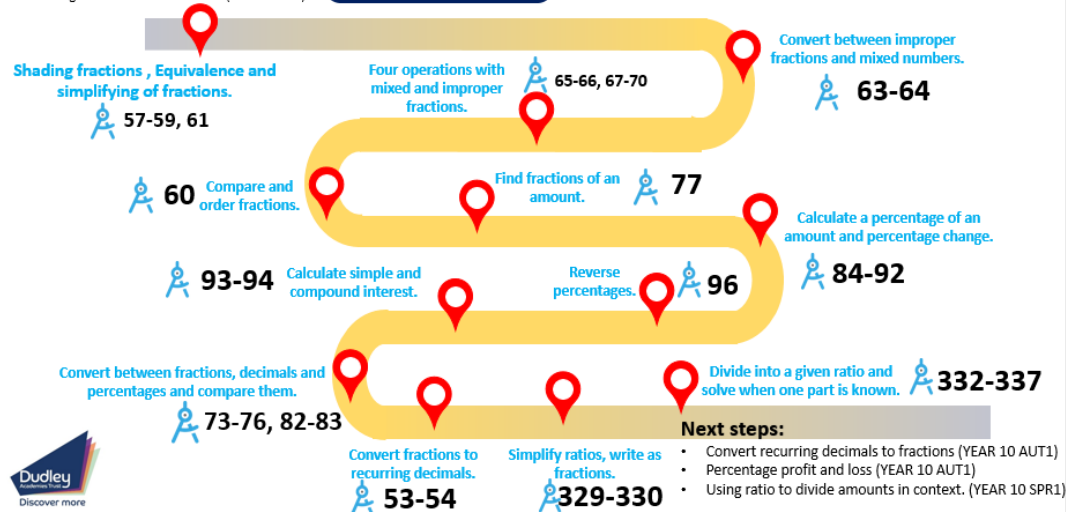 Shading fractions , Equivalence and
simplifying of fractions.
57-59, 61
Four operations with
mixed and improper
fractions.
65-66, 67-70
Convert between improper
fractions and mixed numbers.
63-64
60
Compare and
order fractions.
Find fractions of an
amount.
77
Calculate a percentage of an
amount and percentage change.
84-92
93-94
Calculate simple and
compound interest.
Reverse
percentages.
96
Convert between fractions, decimals and
percentages and compare them.
73-76, 82-83
Convert fractions to
recurring decimals.
53-54
Simplify ratios, write as
fractions.
329-330
Divide into a given ratio and
solve when one part is known.
332-337
Next steps:
• Convert recurring decimals to fractions (YEAR 10 AUT1)
• Percentage profit and loss (YEAR 10 AUT1)
• Using ratio to divide amounts in context. (YEAR 10 SPR1)
Dudley
Academies Trust
Discover more